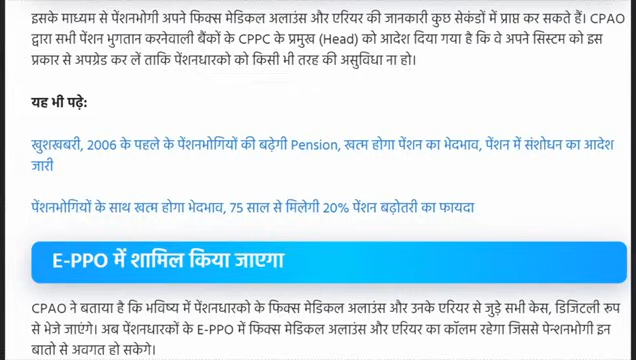 इसके माध्यम से पेंशनभोगी अपने फिक्स मेडिकल अलाउंस और एरियर की जानकारी कुछ सेकंडों में प्राप्त कर सकते हैं। CPAO
द्वारा सभी पेंशन भुगतान करनेवाली बैंकों के CPPC के प्रमुख (Head) को आदेश दिया गया है कि वे अपने सिस्टम को इस
प्रकार से अपग्रेड कर लें ताकि पेंशनधारको को किसी भी तरह की असुविधा ना हो।
यह भी पढ़े:
खुशखबरी, 2006 के पहले के पेंशनभोगियों की बढ़ेगी Pension, खत्म होगा पेंशन का भेदभाव, पेंशन में संशोधन का आदेश
जारी
पेंशनभोगियों के साथ खत्म होगा भेदभाव, 75 साल से मिलेगी 20% पेंशन बढ़ोतरी का फायदा
E-PPO में शामिल किया जाएगा
CPAO ने बताया है कि भविष्य में पेंशनधारको के फिक्स मेडिकल अलाउंस और उनके एरियर से जुड़े सभी केस, डिजिटली रूप
से भेजे जाएंगे। अब पेंशनधारकों के E-PPO में फिक्स मेडिकल अलाउंस और एरियर का कॉलम रहेगा जिससे पेन्शनभोगी इन
बातो से अवगत हो सकेगे।